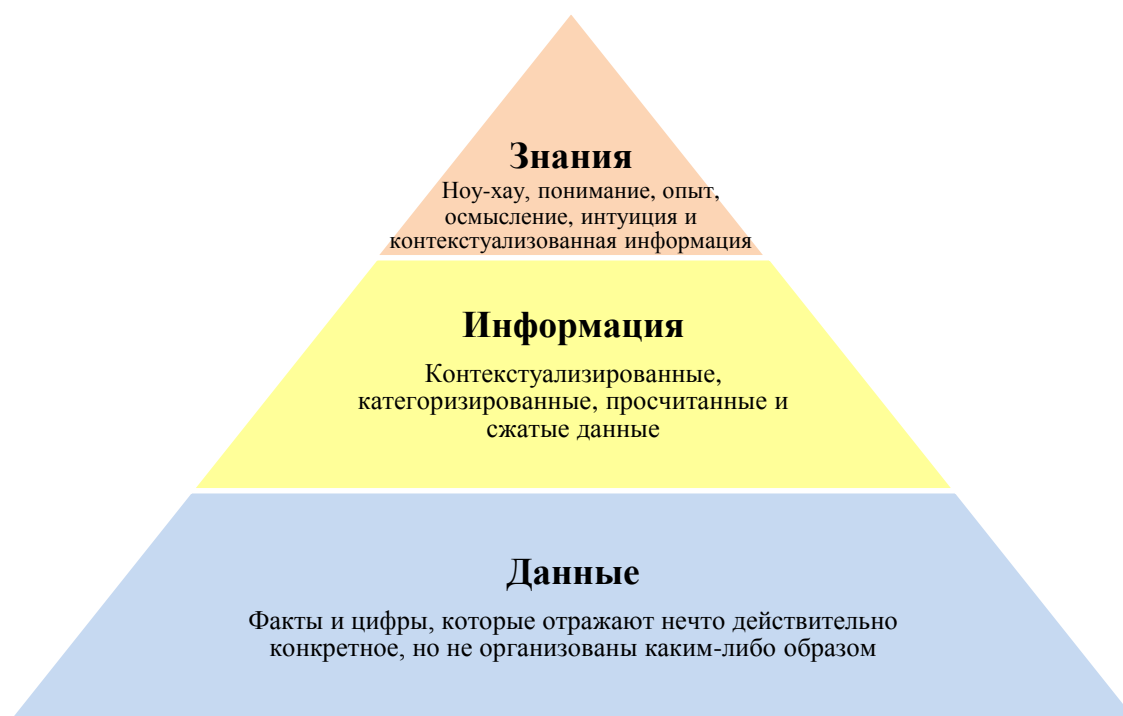 Знания
Ноу-хау, понимание, опыт,
осмысление, интуиция и
контекстуализованная информация
Информация
Контекстуализированные,
категоризированные, просчитанные и
сжатые данные
Данные
Факты и цифры, которые отражают нечто действительно
конкретное, но не организованы каким-либо образом